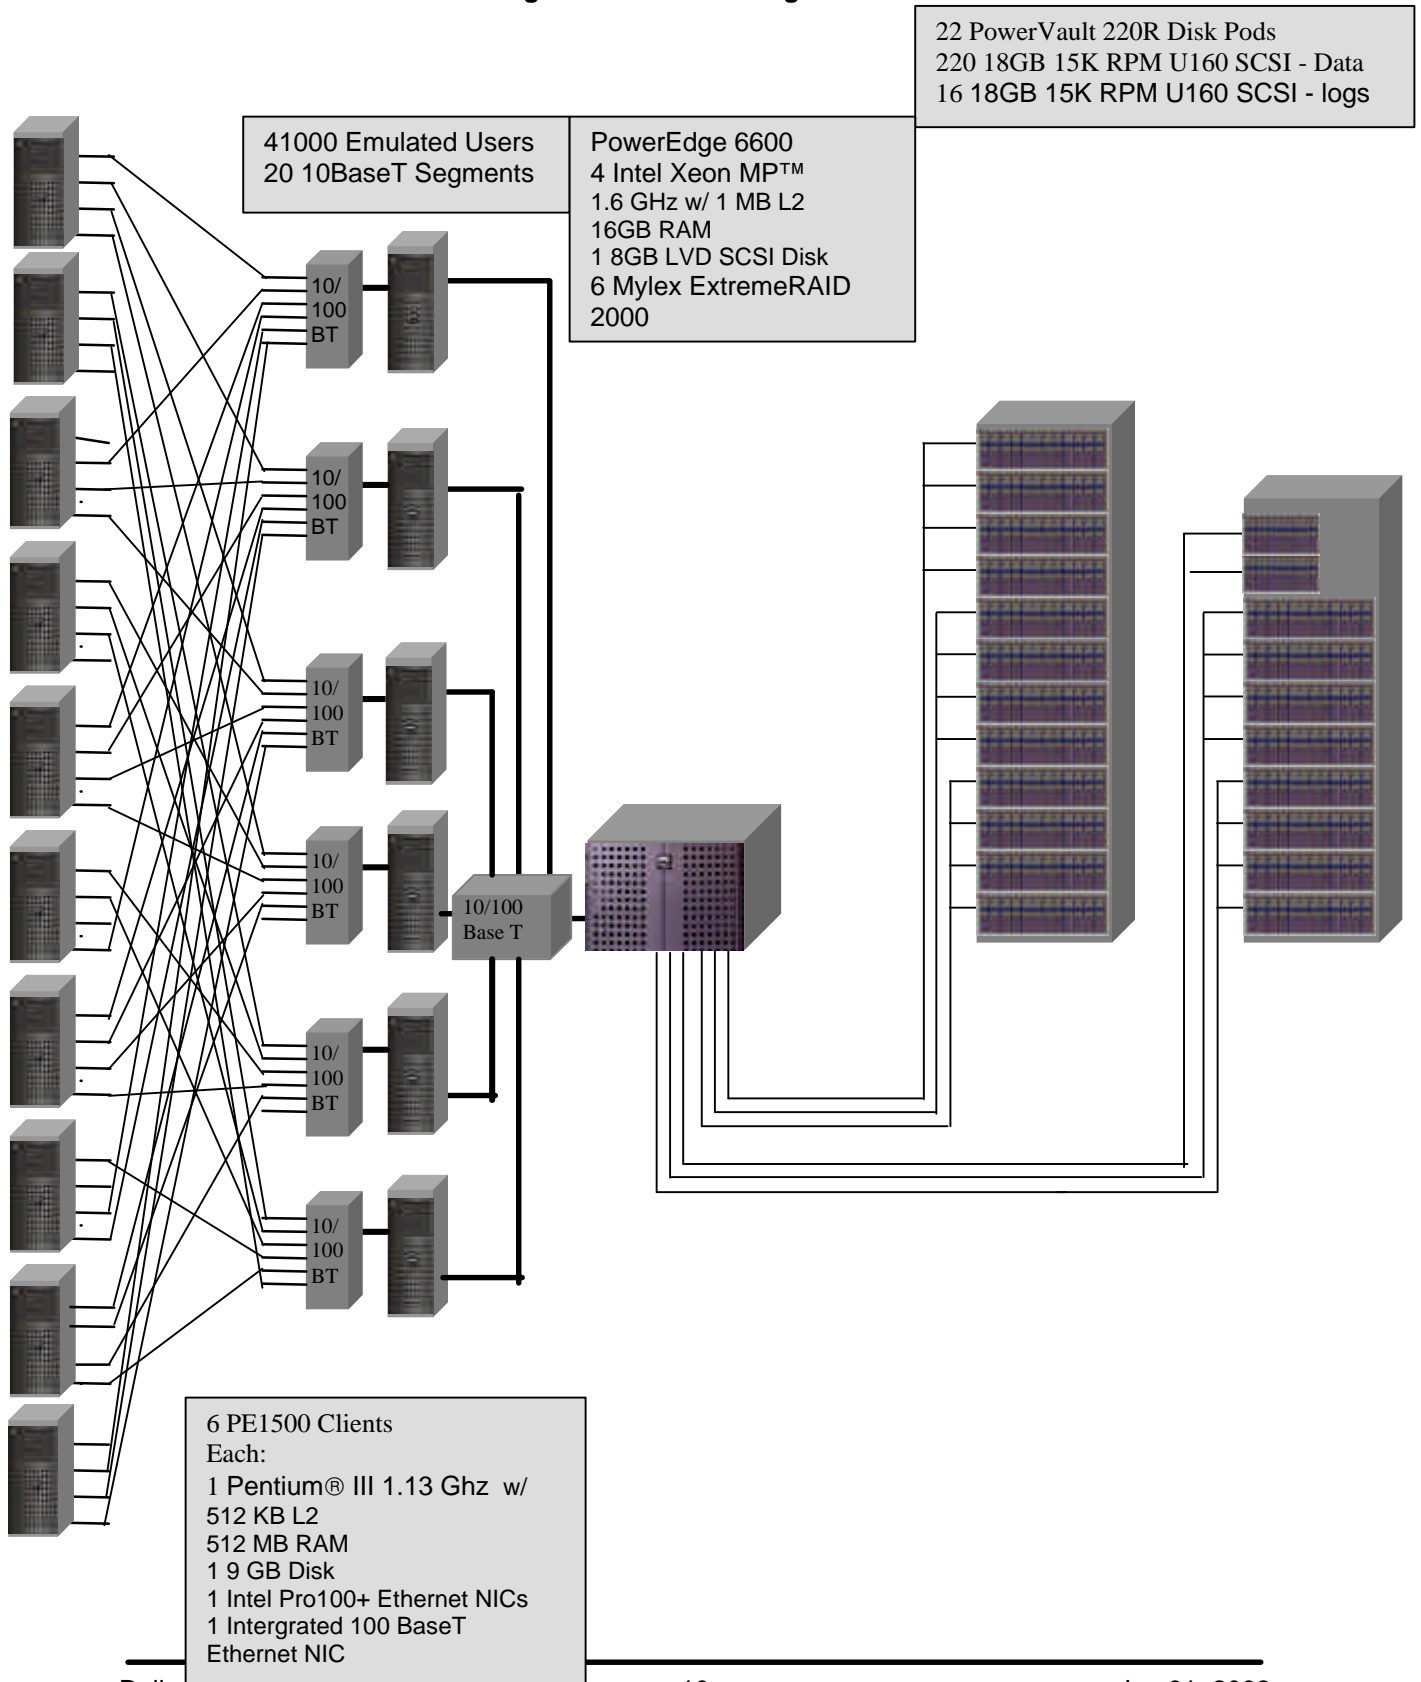 22 PowerVault 220R Disk Pods
220 18GB 15K RPM U160 SCSI - Data
16 18GB 15K RPM U160 SCSI - logs
41000 Emulated Users
20 10BaseT Segments
PowerEdge 6600
4 Intel Xeon MP™
1.6 GHz w/ 1 MB L2
16GB RAM
1 8GB LVD SCSI Disk
6 Mylex ExtremeRAID
2000
10/
100
BT
10/
100
BT
10/
100
BT
10/
100
BT
10/100
Base T
10/
100
BT
10/
100
BT
6 PE1500 Clients
Each:
1 Pentium® III 1.13 Ghz w/
512 KB L2
512 MB RAM
1 9 GB Disk
1 Intel Pro100+ Ethernet NICs
1 Intergrated 100 BaseT
Ethernet NIC